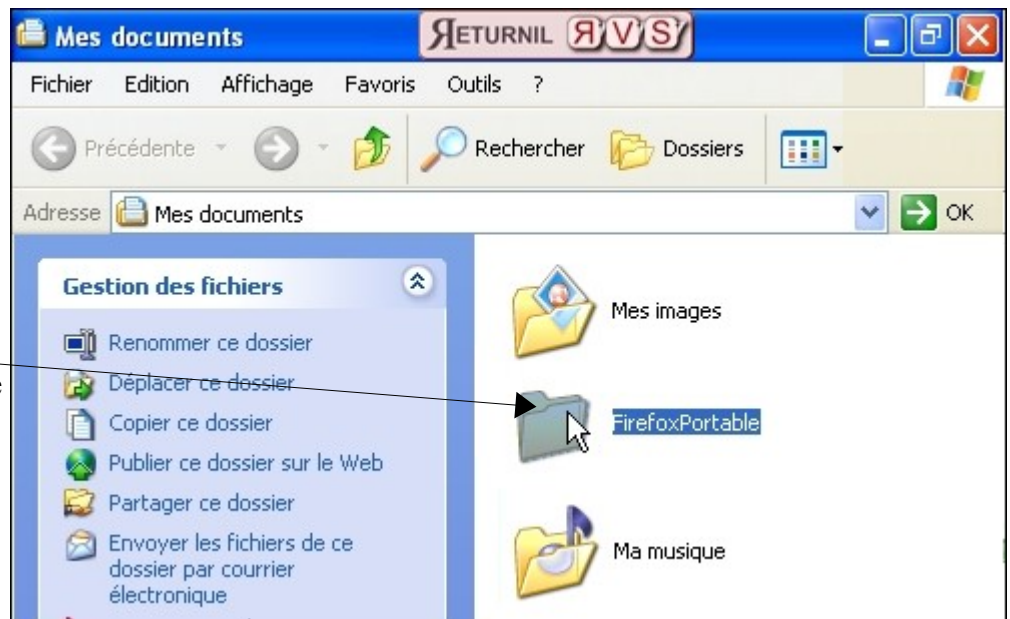 Mes documents
RETURNIL RVS
Fichier Edition Affichage Favoris Outils ?
Précédente Rechercher Dossiers
Adresse Mes documents OK
Gestion des fichiers
Renommer ce dossier
Déplacer ce dossier
Copier ce dossier
Publier ce dossier sur le Web
Partager ce dossier
Envoyer les fichiers de ce
dossier par courrier
électronique
Mes images
FirefoxPortable
Ma musique